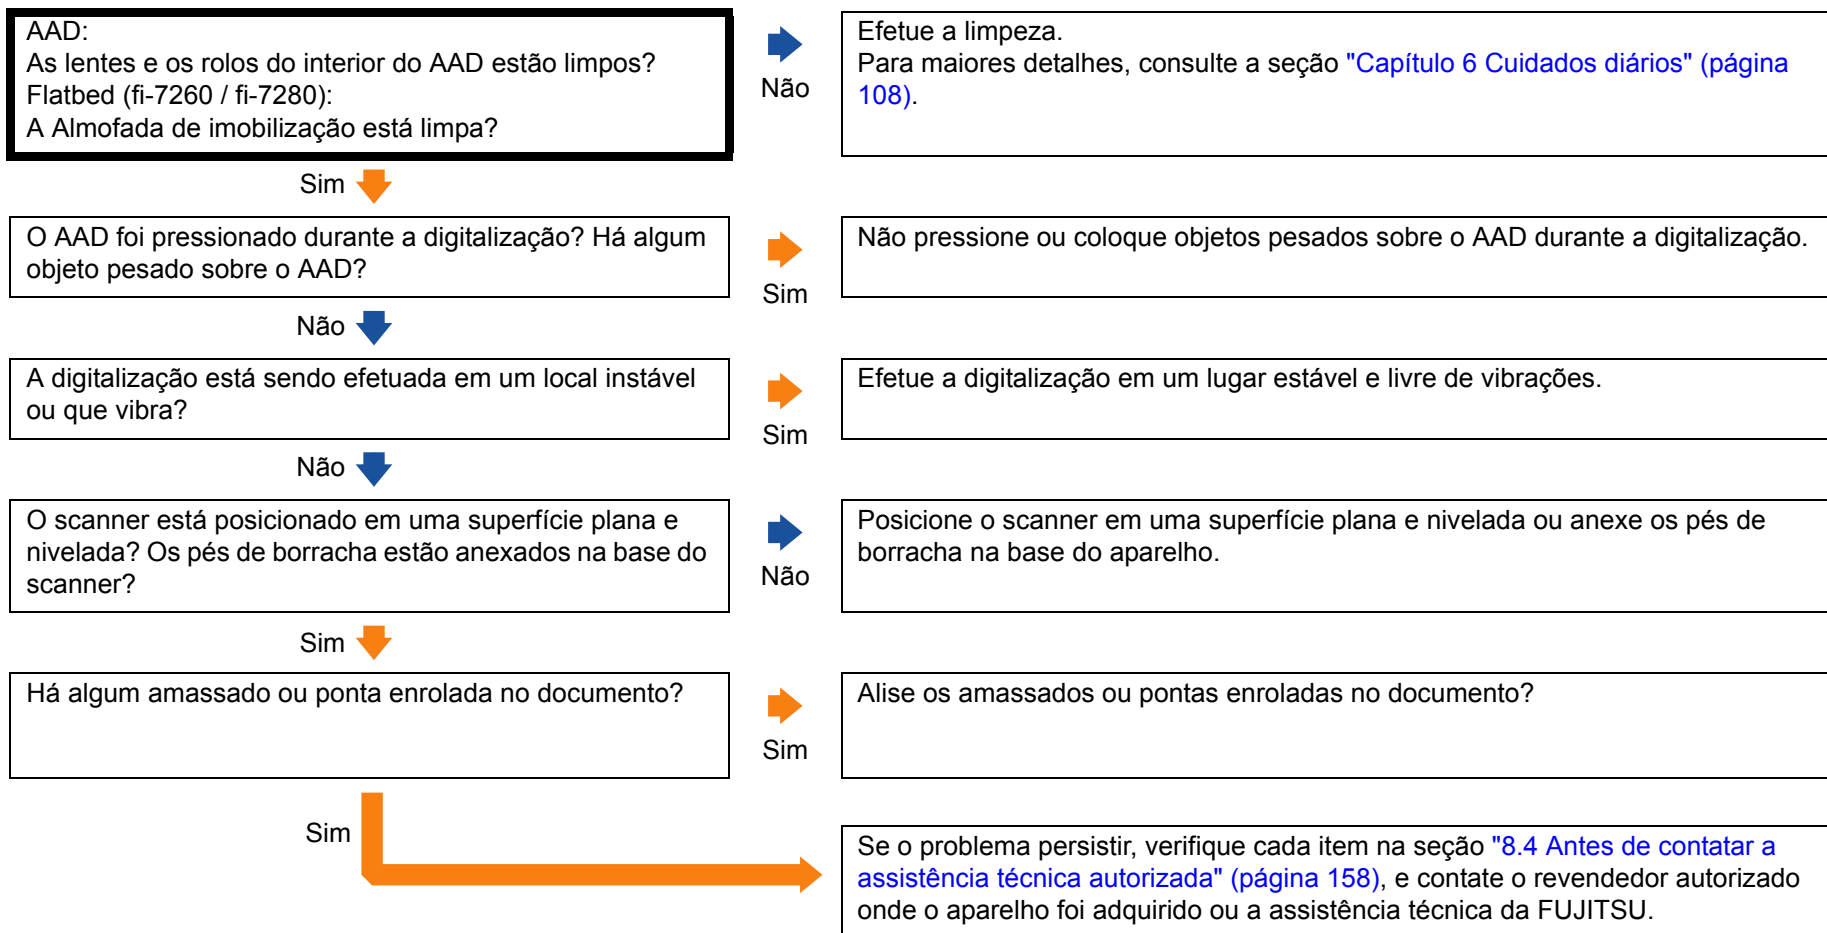 AAD:
As lentes e os rolos do interior do AAD estão limpos?
Flatbed (fi-7260 / fi-7280):
A Almofada de imobilização está limpa?
Não
Efetue a limpeza.
Para maiores detalhes, consulte a seção "Capítulo 6 Cuidados diários" (página
108).
Sim
O AAD foi pressionado durante a digitalização? Há algum
objeto pesado sobre o AAD?
Sim
Não pressione ou coloque objetos pesados sobre o AAD durante a digitalização.
Não
A digitalização está sendo efetuada em um local instável
ou que vibra?
Sim
Efetue a digitalização em um lugar estável e livre de vibrações.
Não
O scanner está posicionado em uma superfície plana e
nivelada? Os pés de borracha estão anexados na base do
scanner?
Não
Posicione o scanner em uma superfície plana e nivelada ou anexe os pés de
borracha na base do aparelho.
Sim
Há algum amassado ou ponta enrolada no documento?
Sim
Alise os amassados ou pontas enroladas no documento?
Sim
Se o problema persistir, verifique cada item na seção "8.4 Antes de contatar a
assistência técnica autorizada" (página 158), e contate o revendedor autorizado
onde o aparelho foi adquirido ou a assistência técnica da FUJITSU.